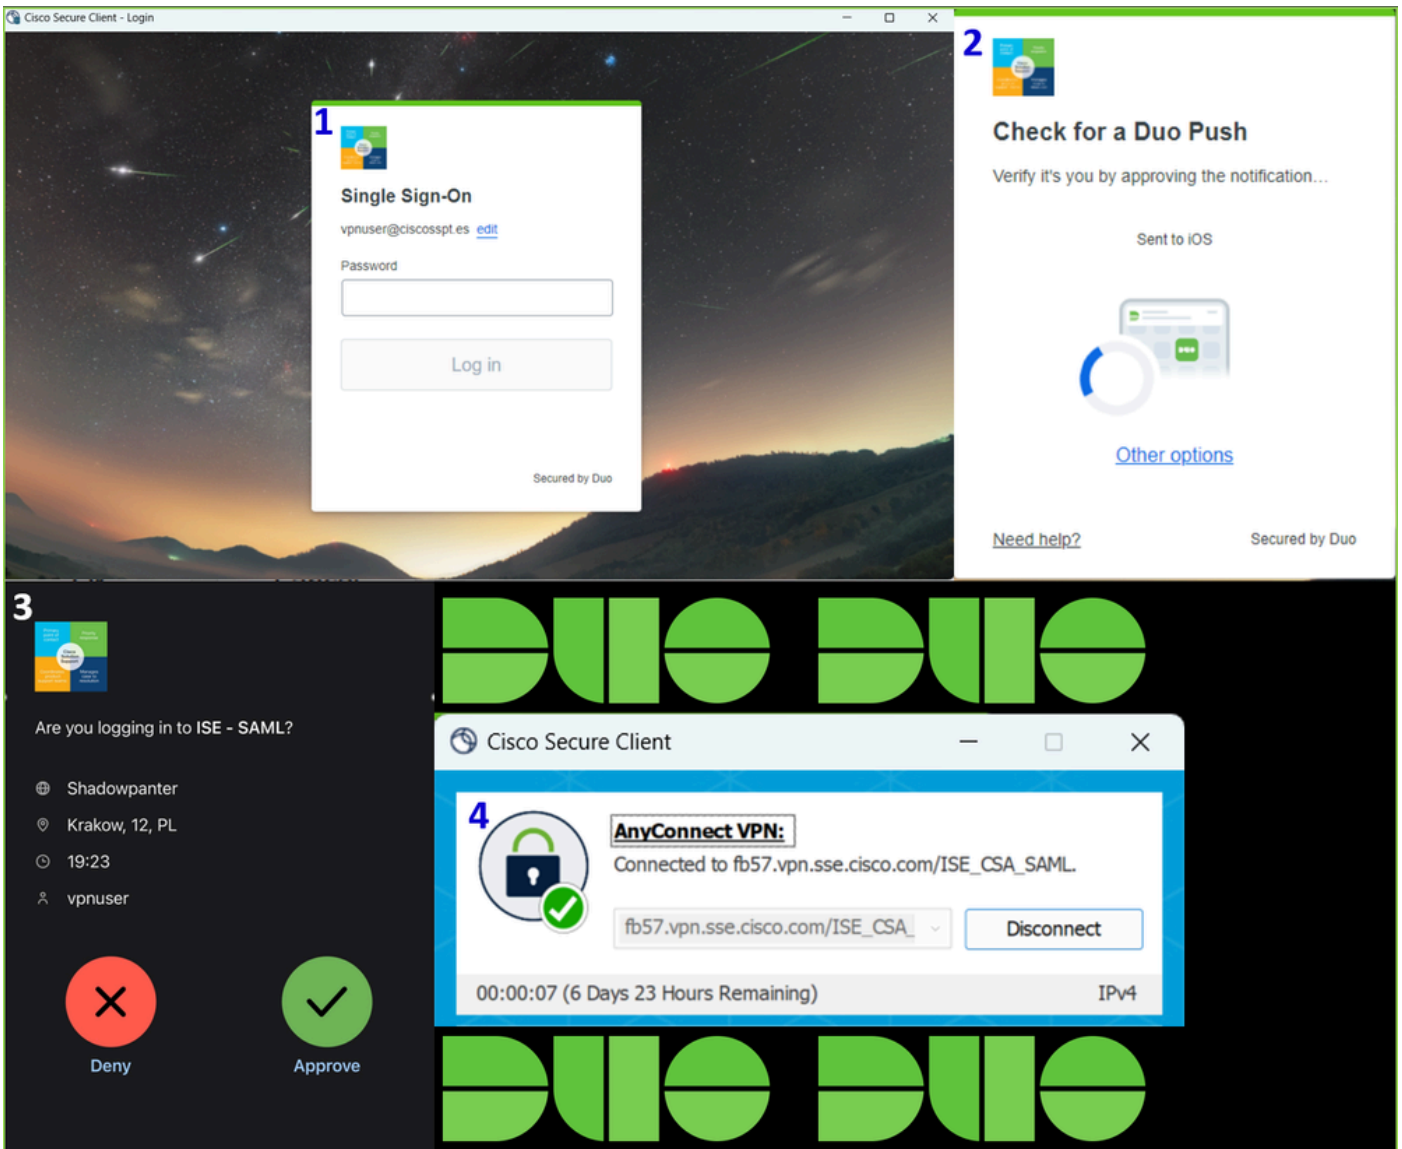 Cisco Secure Client - Login
1
Single Sign-On
vpnuser@ciscosspt.es edit
Password
Log in
Secured by Duo
2
Check for a Duo Push
Verify it's you by approving the notification...
Sent to iOS
Other options
Need help?
Secured by Duo
3
Are you logging in to ISE - SAML?
Shadowpanter
Krakow, 12, PL
19:23
vpnuser
Deny
Approve
DUO DUO
Cisco Secure Client
4
AnyConnect VPN:
Connected to fb57.vpn.sse.cisco.com/ISE_CSA_SAML.
fb57.vpn.sse.cisco.com/ISE_CSA_
Disconnect
00:00:07 (6 Days 23 Hours Remaining)
IPv4
DUO DUO